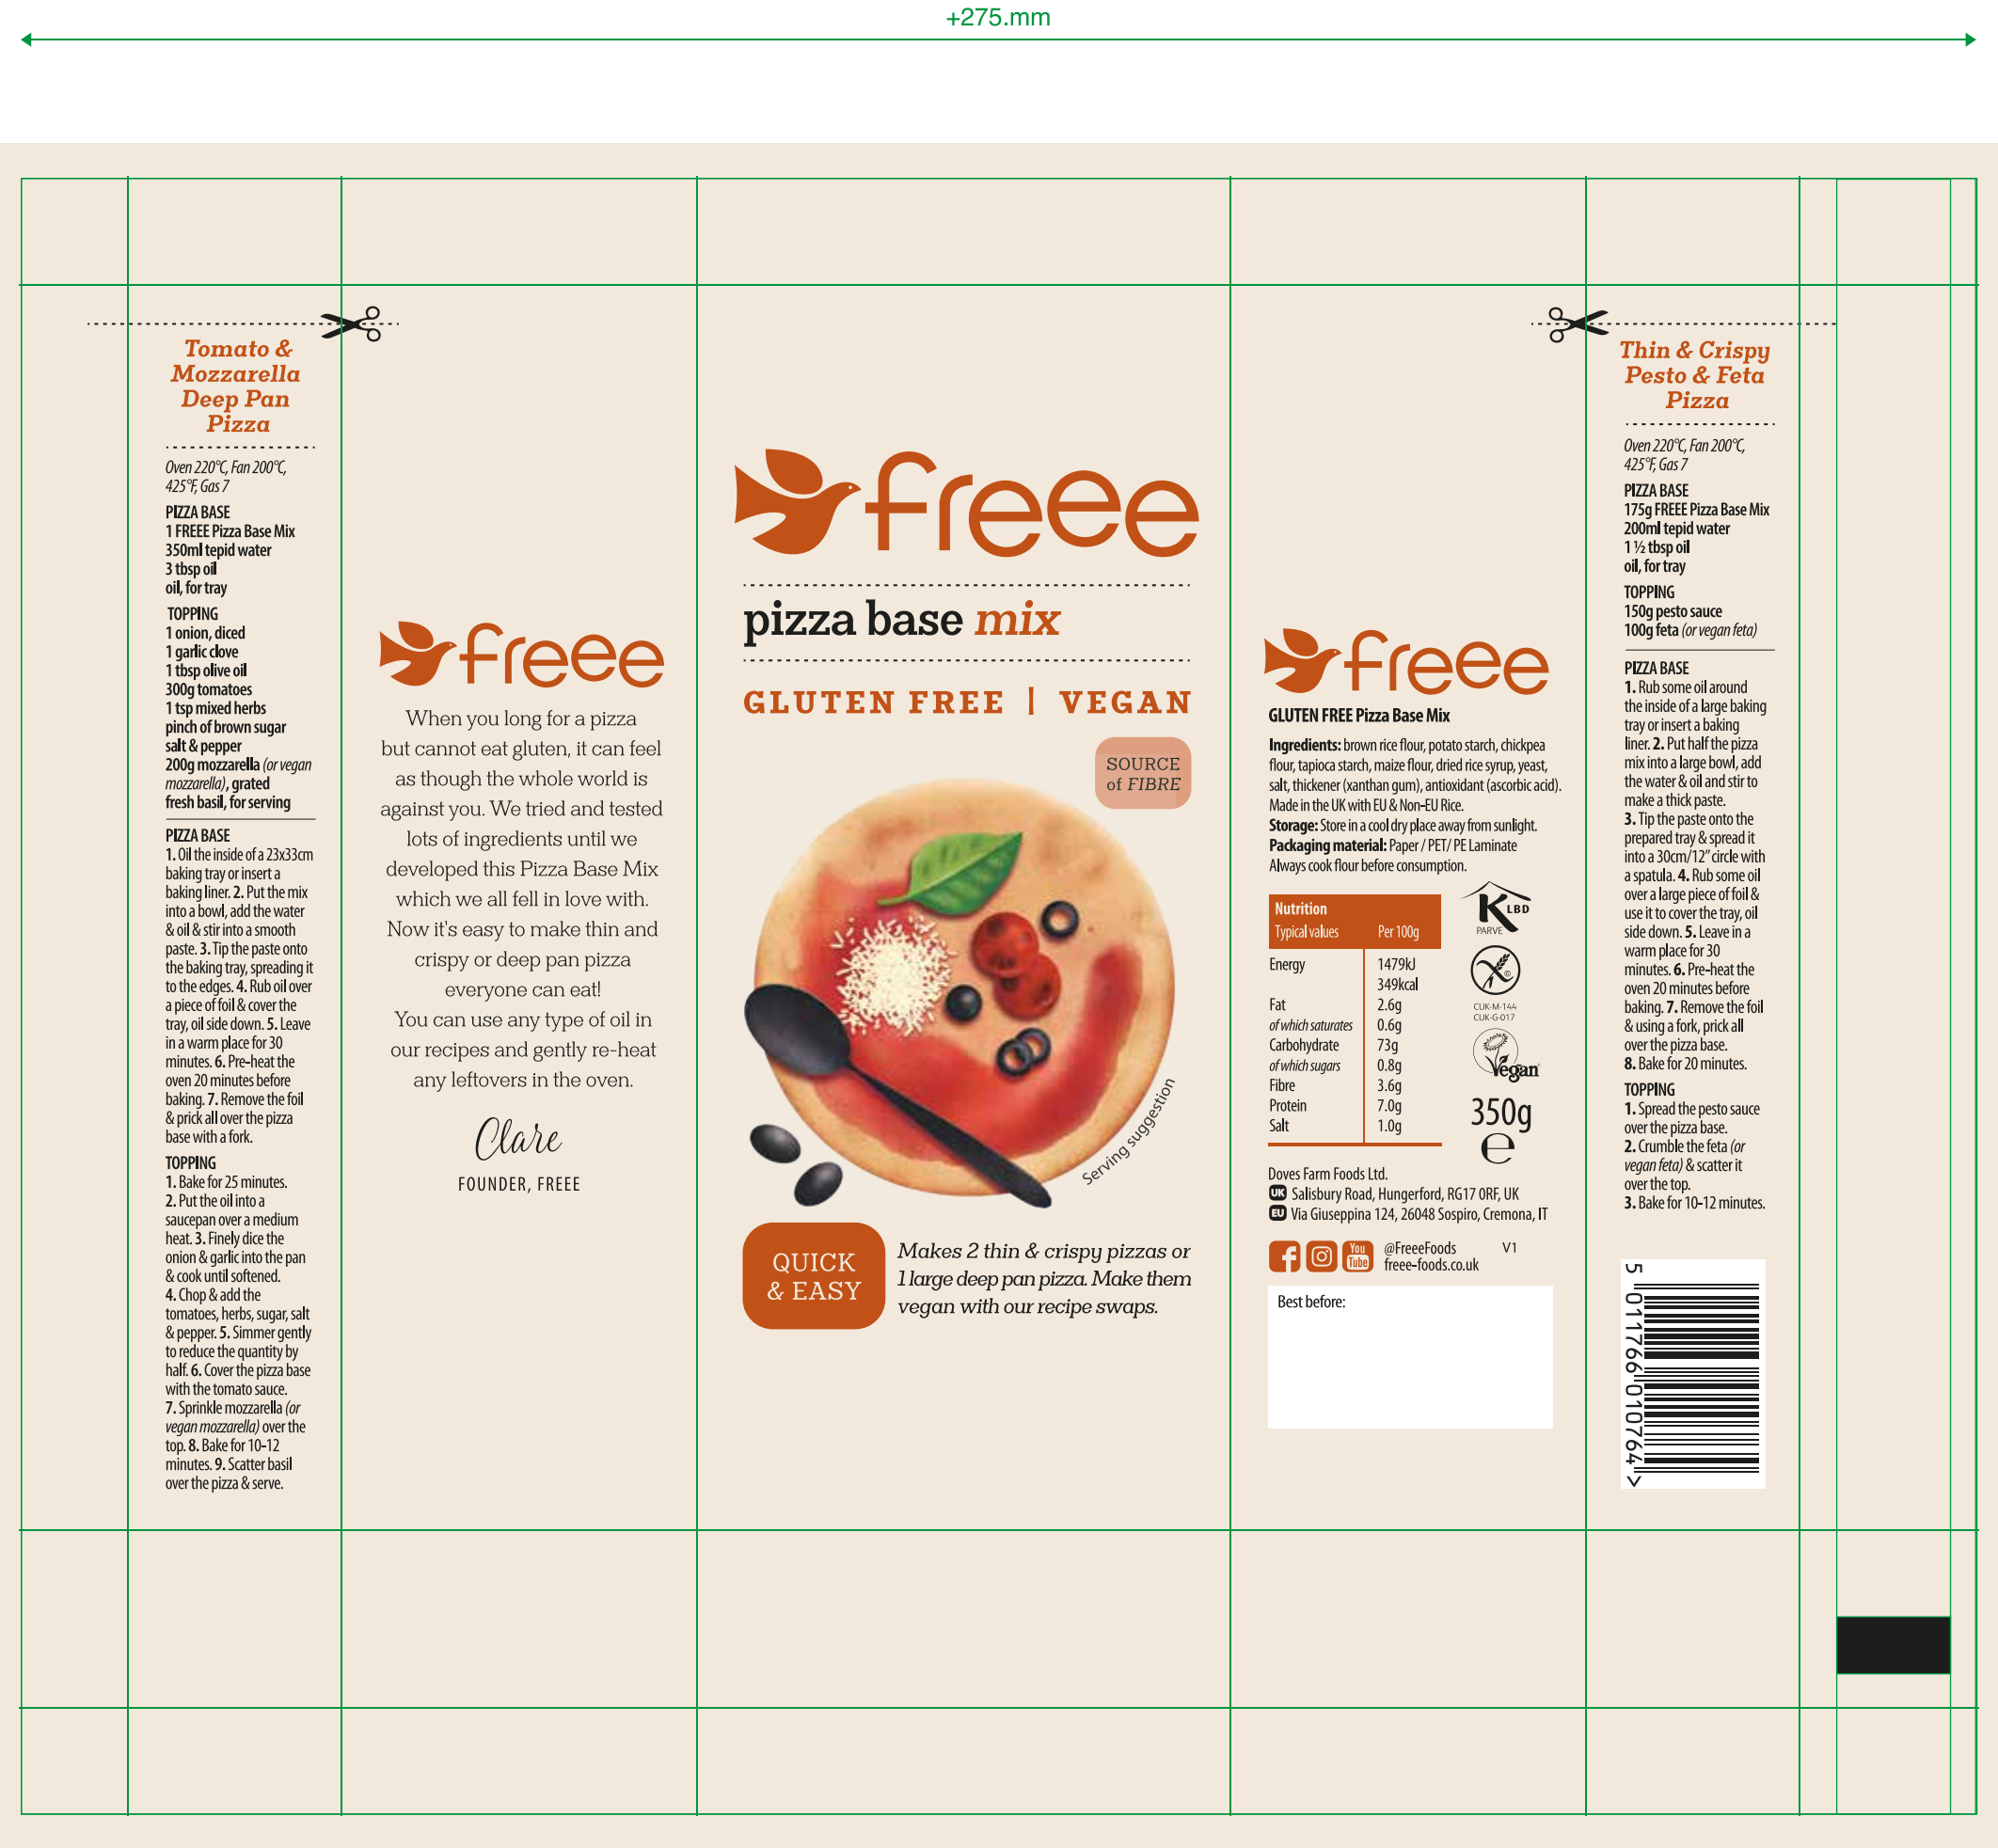 +275.mm
Tomato &
Mozzarella
Deep Pan
Pizza
Oven 220°C, Fan 200°C,
425°F, Gas 7
PIZZA BASE
1 FREEE Pizza Base Mix
350ml tepid water
3 tbsp oil
oil, for tray
TOPPING
1 onion, diced
1 garlic clove
1 tbsp olive oil
300g tomatoes
1 tsp mixed herbs
pinch of brown sugar
salt & pepper
200g mozzarella (or vegan
mozzarella), grated
fresh basil, for serving
PIZZA BASE
1. Oil the inside of a 23x33cm
baking tray or insert a
baking liner. 2. Put the mix
into a bowl, add the water
& oil & stir into a smooth
paste. 3. Tip the paste onto
the baking tray, spreading it
to the edges. 4. Rub oil over
a piece of foil & cover the
tray, oil side down. 5. Leave
in a warm place for 30
minutes. 6. Pre-heat the
oven 20 minutes before
baking. 7. Remove the foil
& prick all over the pizza
base with a fork.
TOPPING
1. Bake for 25 minutes.
2. Put the oil into a
saucepan over a medium
heat. 3. Finely dice the
onion & garlic into the pan
& cook until softened.
4. Chop & add the
tomatoes, herbs, sugar, salt
& pepper. 5. Simmer gently
to reduce the quantity by
half. 6. Cover the pizza base
with the tomato sauce.
7. Sprinkle mozzarella (or
vegan mozzarella) over the
top. 8. Bake for 10-12
minutes. 9. Scatter basil
over the pizza & serve.
freee
When you long for a pizza
but cannot eat gluten, it can feel
as though the whole world is
against you. We tried and tested
lots of ingredients until we
developed this Pizza Base Mix
which we all fell in love with.
Now it's easy to make thin and
crispy or deep pan pizza
everyone can eat!
You can use any type of oil in
our recipes and gently re-heat
any leftovers in the oven.
Clare
FOUNDER, FREEE
freee
pizza base mix
GLUTEN FREE | VEGAN
SOURCE
of FIBRE
Serving suggestion
QUICK
& EASY
Makes 2 thin & crispy pizzas or
1 large deep pan pizza. Make them
vegan with our recipe swaps.
freee
GLUTEN FREE Pizza Base Mix
Ingredients: brown rice flour, potato starch, chickpea
flour, tapioca starch, maize flour, dried rice syrup, yeast,
salt, thickener (xanthan gum), antioxidant (ascorbic acid).
Made in the UK with EU & Non-EU Rice.
Storage: Store in a cool dry place away from sunlight.
Packaging material: Paper / PET/ PE Laminate
Always cook flour before consumption.
Nutrition
Typical values Per 100g
Energy 1479kJ
349kcal
Fat 2.6g
of which saturates 0.6g
Carbohydrate 73g
of which sugars 0.8g
Fibre 3.6g
Protein 7.0g
Salt 1.0g
K LBD
PARVE
©
CUK-M-144
CUK-G-017
Vegan
350g
℮
Doves Farm Foods Ltd.
UK Salisbury Road, Hungerford, RG17 0RF, UK
EU Via Giuseppina 124, 26048 Sospiro, Cremona, IT
You
Tube
@FreeeFoods V1
freee-foods.co.uk
Best before:
Thin & Crispy
Pesto & Feta
Pizza
Oven 220°C, Fan 200°C,
425°F, Gas 7
PIZZA BASE
175g FREEE Pizza Base Mix
200ml tepid water
1 ½ tbsp oil
oil, for tray
TOPPING
150g pesto sauce
100g feta (or vegan feta)
PIZZA BASE
1. Rub some oil around
the inside of a large baking
tray or insert a baking
liner. 2. Put half the pizza
mix into a large bowl, add
the water & oil and stir to
make a thick paste.
3. Tip the paste onto the
prepared tray & spread it
into a 30cm/12” circle with
a spatula. 4. Rub some oil
over a large piece of foil &
use it to cover the tray, oil
side down. 5. Leave in a
warm place for 30
minutes. 6. Pre-heat the
oven 20 minutes before
baking. 7. Remove the foil
& using a fork, prick all
over the pizza base.
8. Bake for 20 minutes.
TOPPING
1. Spread the pesto sauce
over the pizza base.
2. Crumble the feta (or
vegan feta) & scatter it
over the top.
3. Bake for 10-12 minutes.
5 011766 010764 >